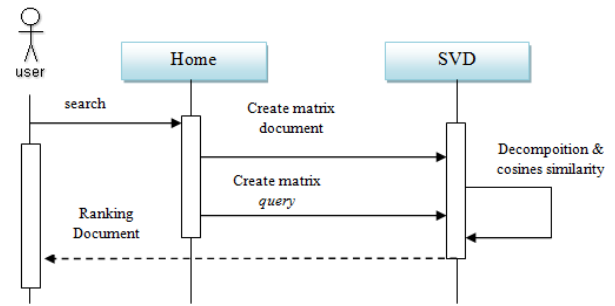 user
Home
SVD
search
Create matrix
document
Decompoition &
cosines similarity
Create matrix
query
Ranking
Document